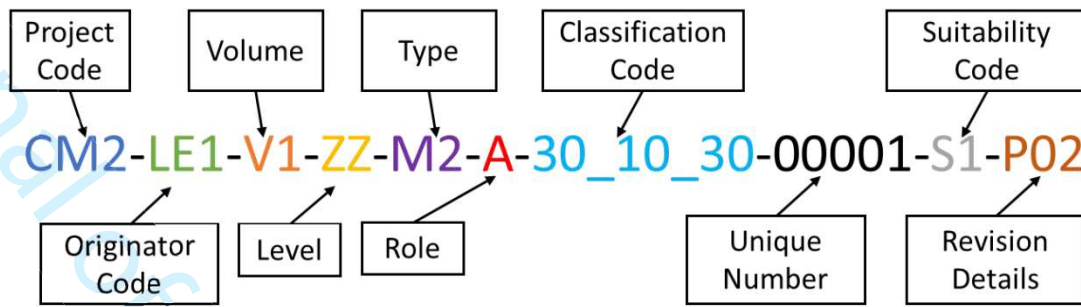 Project
Code
Volume
Type
Classification
Code
Suitability
Code
CM2-LE1-V1-ZZ-M2-A-30_10_30-00001-S1-P02
Originator
Code
Level
Role
Unique
Number
Revision
Details